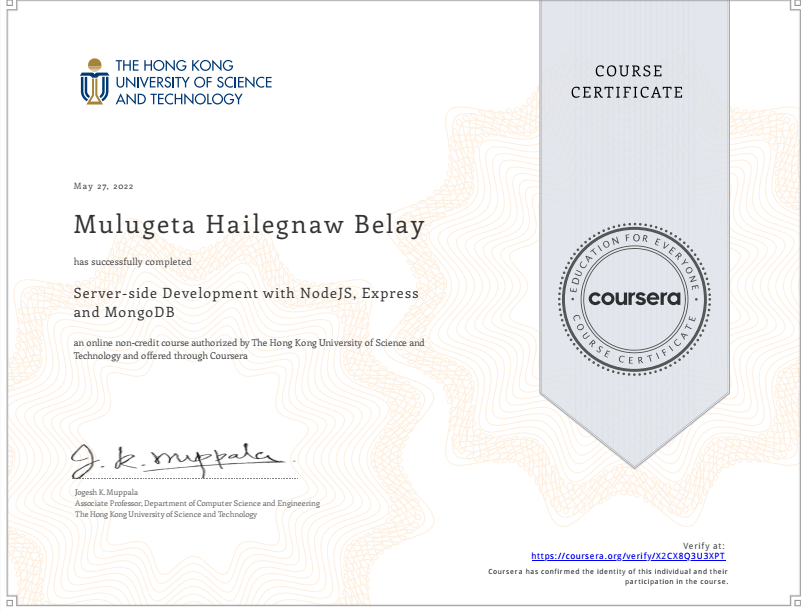 THE HONG KONG
UNIVERSITY OF SCIENCE
AND TECHNOLOGY
COURSE
CERTIFICATE
May 27, 2022
Mulugeta Hailegnaw Belay
has successfully completed
Server-side Development with NodeJS, Express
and MongoDB
an online non-credit course authorized by The Hong Kong University of Science and
Technology and offered through Coursera
EDUCATION FOR EVERYONE
coursera
COURSE CERTIFICATE
J. K. Muppala
Jogesh K. Muppala
Associate Professor, Department of Computer Science and Engineering
The Hong Kong University of Science and Technology
Verify at:
https://coursera.org/verify/X2CX8Q3U3XPT
Coursera has confirmed the identity of this individual and their
participation in the course.